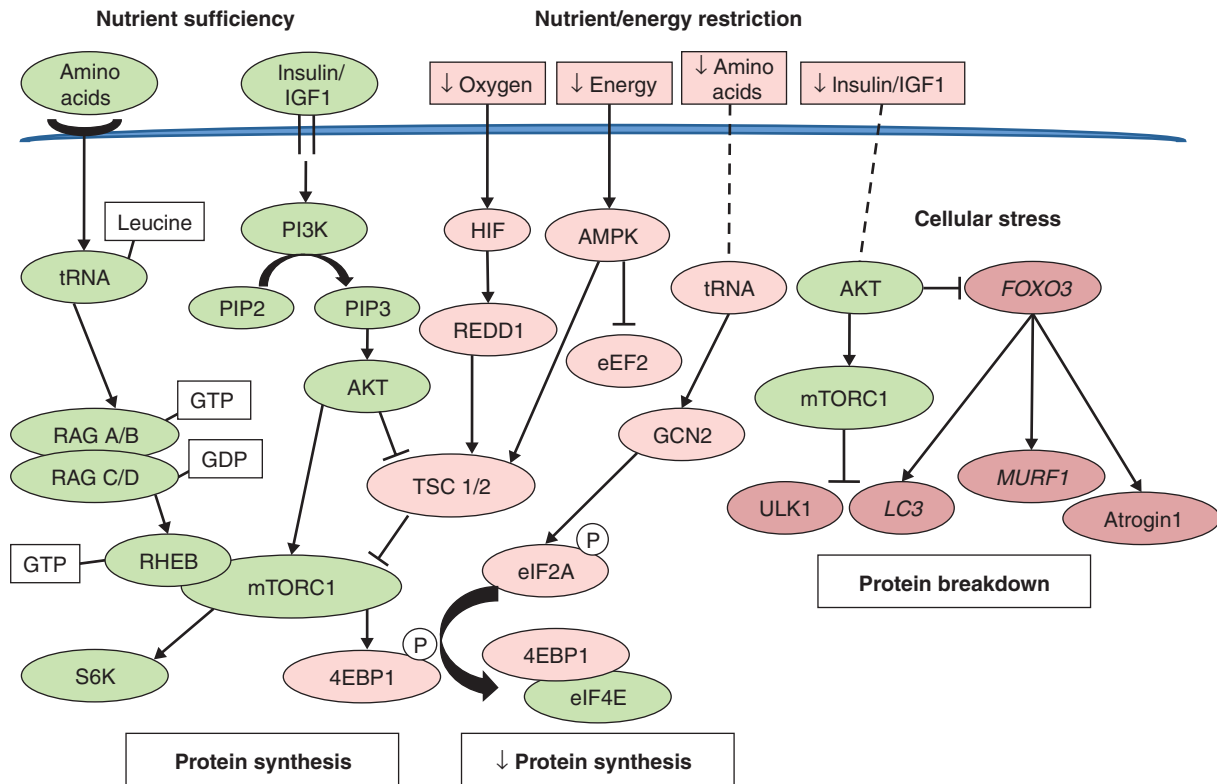 Nutrient sufficiency
Nutrient/energy restriction
Amino
acids
Insulin/
IGF1
↓ Oxygen
↓ Energy
↓ Amino
acids
↓ Insulin/IGF1
Leucine
tRNA
PI3K
PIP2
PIP3
AKT
HIF
REDD1
AMPK
eEF2
tRNA
GCN2
Cellular stress
AKT
FOXO3
mTORC1
ULK1
LC3
MURF1
Atrogin1
Protein breakdown
GTP
RAG A/B
RAG C/D
GDP
TSC 1/2
GTP
RHEB
mTORC1
S6K
4EBP1
P
eIF2A
P
4EBP1
eIF4E
Protein synthesis
↓ Protein synthesis